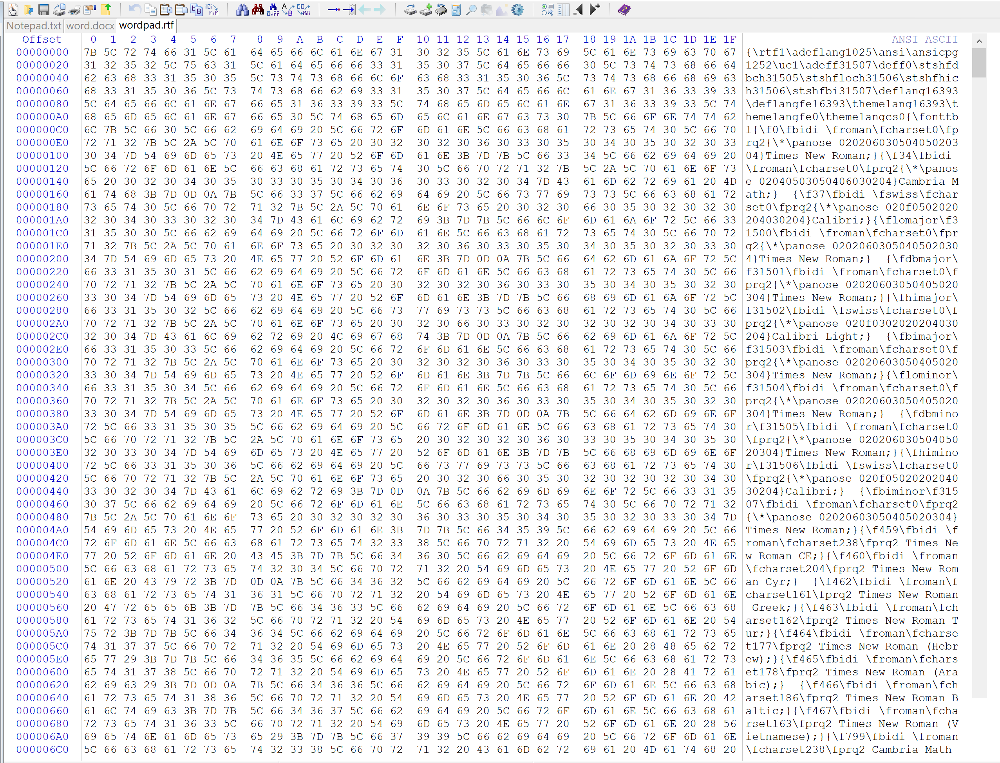 Notepad.txt word.docx wordpad.rtf
Offset 0 1 2 3 4 5 6 7 8 9 A B C D E F 10 11 12 13 14 15 16 17 18 19 1A 1B 1C 1D 1E 1F ANSI ASCII
00000000 7B 5C 72 74 66 31 5C 61 64 65 66 6C 61 6E 67 31 30 32 35 5C 61 6E 73 69 5C 61 6E 73 69 63 70 67 {\rtf1\adeflang1025\ansi\ansicpg
00000020 31 32 35 32 5C 75 63 31 5C 61 64 65 66 66 33 31 35 30 37 5C 64 65 66 66 30 5C 73 74 73 68 66 64 1252\uc1\adeff31507\deff0\stshfd
00000040 62 63 68 33 31 35 30 35 5C 73 74 73 68 66 6C 6F 63 68 33 31 35 30 36 5C 73 74 73 68 66 68 69 63 bch31505\stshfloch31506\stshfhic
00000060 68 33 31 35 30 36 5C 73 74 73 68 66 62 69 33 31 35 30 37 5C 64 65 66 6C 61 6E 67 31 36 33 39 33 h31506\stshfbi31507\deflang16393
00000080 5C 64 65 66 6C 61 6E 67 66 65 31 36 33 39 33 5C 74 68 65 6D 65 6C 61 6E 67 31 36 33 39 33 5C 74 \deflangfe16393\themelang16393\t
000000A0 68 65 6D 65 6C 61 6E 67 66 65 30 5C 74 68 65 6D 65 6C 61 6E 67 63 73 30 7B 5C 66 6F 6E 74 74 62 hemelangfe0\themelangcs0{\fonttb
000000C0 6C 7B 5C 66 30 5C 66 62 69 64 69 20 5C 66 72 6F 6D 61 6E 5C 66 63 68 61 72 73 65 74 30 5C 66 70 l{\f0\fbidi \froman\fcharset0\fp
000000E0 72 71 32 7B 5C 2A 5C 70 61 6E 6F 73 65 20 30 32 30 32 30 36 30 33 30 35 30 34 30 35 30 32 30 33 rq2{\*\panose 020206030504050203
00000100 30 34 7D 54 69 6D 65 73 20 4E 65 77 20 52 6F 6D 61 6E 3B 7D 7B 5C 66 33 34 5C 66 62 69 64 69 20 04}Times New Roman;}{\f34\fbidi
00000120 5C 66 72 6F 6D 61 6E 5C 66 63 68 61 72 73 65 74 30 5C 66 70 72 71 32 7B 5C 2A 5C 70 61 6E 6F 73 \froman\fcharset0\fprq2{\*\panos
00000140 65 20 30 32 30 34 30 35 30 33 30 35 30 34 30 36 30 33 30 32 30 34 7D 43 61 6D 62 72 69 61 20 4D e 02040503050406030204}Cambria M
00000160 61 74 68 3B 7D 0D 0A 7B 5C 66 33 37 5C 66 62 69 64 69 20 5C 66 73 77 69 73 73 5C 66 63 68 61 72 ath;}  {\f37\fbidi \fswiss\fchar
00000180 73 65 74 30 5C 66 70 72 71 32 7B 5C 2A 5C 70 61 6E 6F 73 65 20 30 32 30 66 30 35 30 32 30 32 30 set0\fprq2{\*\panose 020f0502020
000001A0 32 30 34 30 33 30 32 30 34 7D 43 61 6C 69 62 72 69 3B 7D 7B 5C 66 6C 6F 6D 61 6A 6F 72 5C 66 33 204030204}Calibri;}{\flomajor\f3
000001C0 31 35 30 30 5C 66 62 69 64 69 20 5C 66 72 6F 6D 61 6E 5C 66 63 68 61 72 73 65 74 30 5C 66 70 72 1500\fbidi \froman\fcharset0\fpr
000001E0 71 32 7B 5C 2A 5C 70 61 6E 6F 73 65 20 30 32 30 32 30 36 30 33 30 35 30 34 30 35 30 32 30 33 30 q2{\*\panose 0202060305040502030
00000200 34 7D 54 69 6D 65 73 20 4E 65 77 20 52 6F 6D 61 6E 3B 7D 0D 0A 7B 5C 66 64 62 6D 61 6A 6F 72 5C 4}Times New Roman;}  {\fdbmajor\
00000220 66 33 31 35 30 31 5C 66 62 69 64 69 20 5C 66 72 6F 6D 61 6E 5C 66 63 68 61 72 73 65 74 30 5C 66 f31501\fbidi \froman\fcharset0\f
00000240 70 72 71 32 7B 5C 2A 5C 70 61 6E 6F 73 65 20 30 32 30 32 30 36 30 33 30 35 30 34 30 35 30 32 30 prq2{\*\panose 02020603050405020
00000260 33 30 34 7D 54 69 6D 65 73 20 4E 65 77 20 52 6F 6D 61 6E 3B 7D 7B 5C 66 68 69 6D 61 6A 6F 72 5C 304}Times New Roman;}{\fhimajor\
00000280 66 33 31 35 30 32 5C 66 62 69 64 69 20 5C 66 73 77 69 73 73 5C 66 63 68 61 72 73 65 74 30 5C 66 f31502\fbidi \fswiss\fcharset0\f
000002A0 70 72 71 32 7B 5C 2A 5C 70 61 6E 6F 73 65 20 30 32 30 66 30 33 30 32 30 32 30 32 30 34 30 33 30 prq2{\*\panose 020f0302020204030
000002C0 32 30 34 7D 43 61 6C 69 62 72 69 20 4C 69 67 68 74 3B 7D 0D 0A 7B 5C 66 62 69 6D 61 6A 6F 72 5C 204}Calibri Light;}  {\fbimajor\
000002E0 66 33 31 35 30 33 5C 66 62 69 64 69 20 5C 66 72 6F 6D 61 6E 5C 66 63 68 61 72 73 65 74 30 5C 66 f31503\fbidi \froman\fcharset0\f
00000300 70 72 71 32 7B 5C 2A 5C 70 61 6E 6F 73 65 20 30 32 30 32 30 36 30 33 30 35 30 34 30 35 30 32 30 prq2{\*\panose 02020603050405020
00000320 33 30 34 7D 54 69 6D 65 73 20 4E 65 77 20 52 6F 6D 61 6E 3B 7D 7B 5C 66 6C 6F 6D 69 6E 6F 72 5C 304}Times New Roman;}{\flominor\
00000340 66 33 31 35 30 34 5C 66 62 69 64 69 20 5C 66 72 6F 6D 61 6E 5C 66 63 68 61 72 73 65 74 30 5C 66 f31504\fbidi \froman\fcharset0\f
00000360 70 72 71 32 7B 5C 2A 5C 70 61 6E 6F 73 65 20 30 32 30 32 30 36 30 33 30 35 30 34 30 35 30 32 30 prq2{\*\panose 02020603050405020
00000380 33 30 34 7D 54 69 6D 65 73 20 4E 65 77 20 52 6F 6D 61 6E 3B 7D 0D 0A 7B 5C 66 64 62 6D 69 6E 6F 304}Times New Roman;}  {\fdbmino
000003A0 72 5C 66 33 31 35 30 35 5C 66 62 69 64 69 20 5C 66 72 6F 6D 61 6E 5C 66 63 68 61 72 73 65 74 30 r\f31505\fbidi \froman\fcharset0
000003C0 5C 66 70 72 71 32 7B 5C 2A 5C 70 61 6E 6F 73 65 20 30 32 30 32 30 36 30 33 30 35 30 34 30 35 30 \fprq2{\*\panose 020206030504050
000003E0 32 30 33 30 34 7D 54 69 6D 65 73 20 4E 65 77 20 52 6F 6D 61 6E 3B 7D 7B 5C 66 68 69 6D 69 6E 6F 20304}Times New Roman;}{\fhimino
00000400 72 5C 66 33 31 35 30 36 5C 66 62 69 64 69 20 5C 66 73 77 69 73 73 5C 66 63 68 61 72 73 65 74 30 r\f31506\fbidi \fswiss\fcharset0
00000420 5C 66 70 72 71 32 7B 5C 2A 5C 70 61 6E 6F 73 65 20 30 32 30 66 30 35 30 32 30 32 30 32 30 34 30 \fprq2{\*\panose 020f05020202040
00000440 33 30 32 30 34 7D 43 61 6C 69 62 72 69 3B 7D 0D 0A 7B 5C 66 62 69 6D 69 6E 6F 72 5C 66 33 31 35 30204}Calibri;}  {\fbiminor\f315
00000460 30 37 5C 66 62 69 64 69 20 5C 66 72 6F 6D 61 6E 5C 66 63 68 61 72 73 65 74 30 5C 66 70 72 71 32 07\fbidi \froman\fcharset0\fprq2
00000480 7B 5C 2A 5C 70 61 6E 6F 73 65 20 30 32 30 32 30 36 30 33 30 35 30 34 30 35 30 32 30 33 30 34 7D {\*\panose 02020603050405020304}
000004A0 54 69 6D 65 73 20 4E 65 77 20 52 6F 6D 61 6E 3B 7D 7B 5C 66 34 35 39 5C 66 62 69 64 69 20 5C 66 Times New Roman;}{\f459\fbidi \f
000004C0 72 6F 6D 61 6E 5C 66 63 68 61 72 73 65 74 32 33 38 5C 66 70 72 71 32 20 54 69 6D 65 73 20 4E 65 roman\fcharset238\fprq2 Times Ne
000004E0 77 20 52 6F 6D 61 6E 20 43 45 3B 7D 7B 5C 66 34 36 30 5C 66 62 69 64 69 20 5C 66 72 6F 6D 61 6E w Roman CE;}{\f460\fbidi \froman
00000500 5C 66 63 68 61 72 73 65 74 32 30 34 5C 66 70 72 71 32 20 54 69 6D 65 73 20 4E 65 77 20 52 6F 6D \fcharset204\fprq2 Times New Rom
00000520 61 6E 20 43 79 72 3B 7D 0D 0A 7B 5C 66 34 36 32 5C 66 62 69 64 69 20 5C 66 72 6F 6D 61 6E 5C 66 an Cyr;}  {\f462\fbidi \froman\f
00000540 63 68 61 72 73 65 74 31 36 31 5C 66 70 72 71 32 20 54 69 6D 65 73 20 4E 65 77 20 52 6F 6D 61 6E charset161\fprq2 Times New Roman
00000560 20 47 72 65 65 6B 3B 7D 7B 5C 66 34 36 33 5C 66 62 69 64 69 20 5C 66 72 6F 6D 61 6E 5C 66 63 68 Greek;}{\f463\fbidi \froman\fch
00000580 61 72 73 65 74 31 36 32 5C 66 70 72 71 32 20 54 69 6D 65 73 20 4E 65 77 20 52 6F 6D 61 6E 20 54 arset162\fprq2 Times New Roman T
000005A0 75 72 3B 7D 7B 5C 66 34 36 34 5C 66 62 69 64 69 20 5C 66 72 6F 6D 61 6E 5C 66 63 68 61 72 73 65 ur;}{\f464\fbidi \froman\fcharse
000005C0 74 31 37 37 5C 66 70 72 71 32 20 54 69 6D 65 73 20 4E 65 77 20 52 6F 6D 61 6E 20 28 48 65 62 72 t177\fprq2 Times New Roman (Hebr
000005E0 65 77 29 3B 7D 7B 5C 66 34 36 35 5C 66 62 69 64 69 20 5C 66 72 6F 6D 61 6E 5C 66 63 68 61 72 73 ew);}{\f465\fbidi \froman\fchars
00000600 65 74 31 37 38 5C 66 70 72 71 32 20 54 69 6D 65 73 20 4E 65 77 20 52 6F 6D 61 6E 20 28 41 72 61 et178\fprq2 Times New Roman (Ara
00000620 62 69 63 29 3B 7D 0D 0A 7B 5C 66 34 36 36 5C 66 62 69 64 69 20 5C 66 72 6F 6D 61 6E 5C 66 63 68 bic);}  {\f466\fbidi \froman\fch
00000640 61 72 73 65 74 31 38 36 5C 66 70 72 71 32 20 54 69 6D 65 73 20 4E 65 77 20 52 6F 6D 61 6E 20 42 arset186\fprq2 Times New Roman B
00000660 61 6C 74 69 63 3B 7D 7B 5C 66 34 36 37 5C 66 62 69 64 69 20 5C 66 72 6F 6D 61 6E 5C 66 63 68 61 altic;}{\f467\fbidi \froman\fcha
00000680 72 73 65 74 31 36 33 5C 66 70 72 71 32 20 54 69 6D 65 73 20 4E 65 77 20 52 6F 6D 61 6E 20 28 56 rset163\fprq2 Times New Roman (V
000006A0 69 65 74 6E 61 6D 65 73 65 29 3B 7D 7B 5C 66 37 39 39 5C 66 62 69 64 69 20 5C 66 72 6F 6D 61 6E ietnamese);}{\f799\fbidi \froman
000006C0 5C 66 63 68 61 72 73 65 74 32 33 38 5C 66 70 72 71 32 20 43 61 6D 62 72 69 61 20 4D 61 74 68 20 \fcharset238\fprq2 Cambria Math